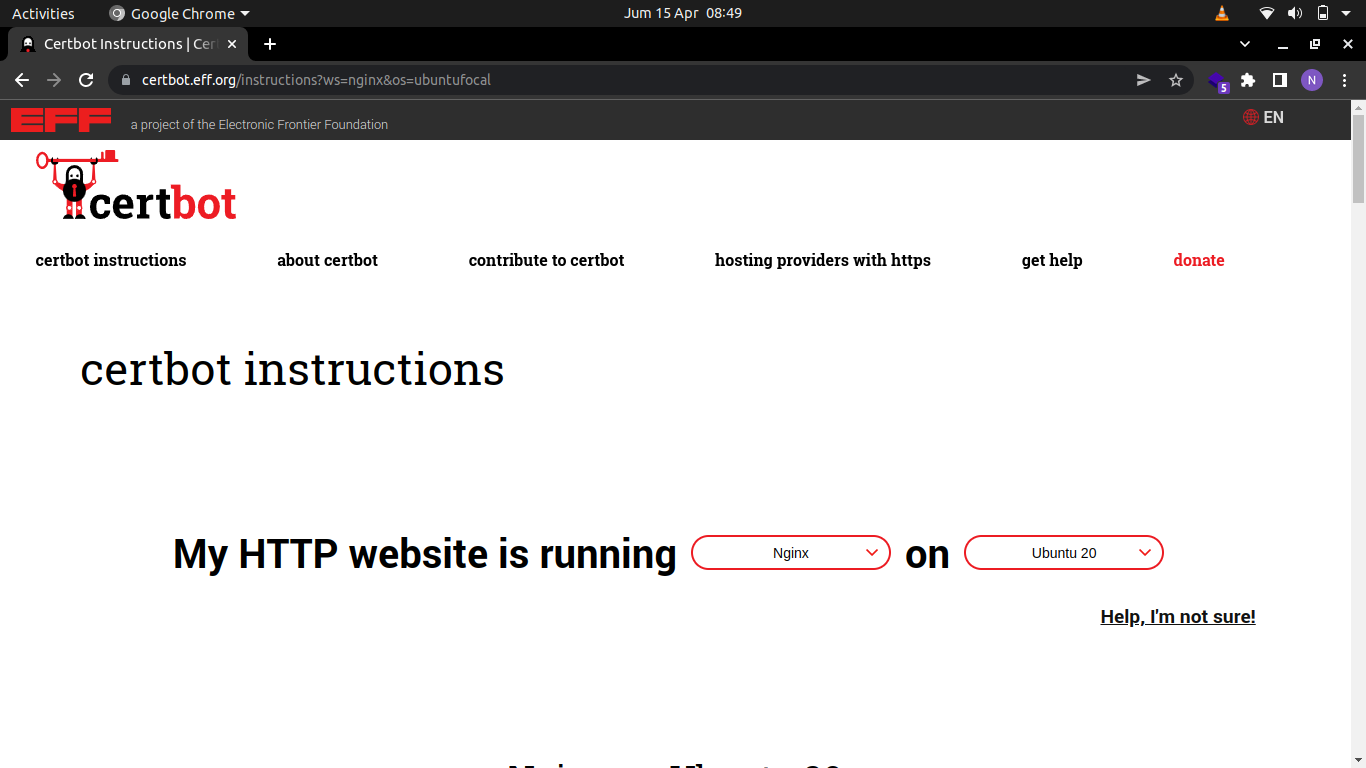 Activities Google Chrome Jum 15 Apr 08:49
Certbot Instructions | Cer
certbot.eff.org/instructions?ws=nginx&os=ubuntufocal 5 N
EFF a project of the Electronic Frontier Foundation EN
certbot
certbot instructions about certbot contribute to certbot hosting providers with https get help donate
certbot instructions
My HTTP website is running Nginx on Ubuntu 20
Help, I'm not sure!